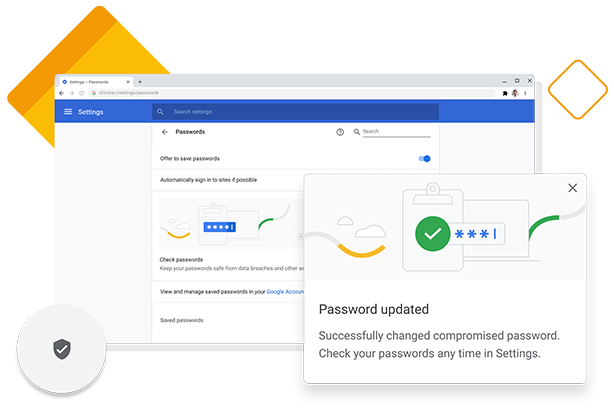 Settings - Passwords
chrome://settings/passwords
Settings
Search settings
Passwords
Search
Offer to save passwords
Automatically sign in to sites if possible
****
Check passwords
Keep your passwords safe from data breaches and other se
View and manage saved passwords in your Google Accoun
Saved passwords
***
Password updated
Successfully changed compromised password.
Check your passwords any time in Settings.